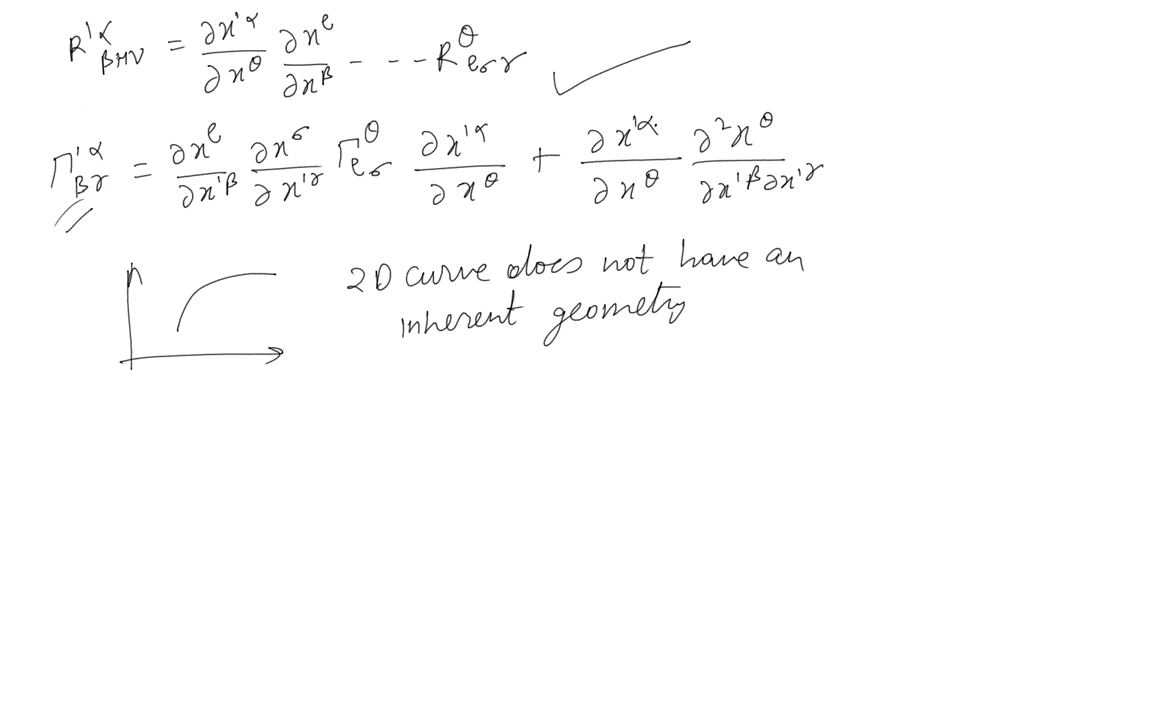 R'^α_βμν = ∂x'^α/∂x^θ ∂x^ρ/∂x^β - - - R^θ_ρσγ
Γ'^α_βγ = ∂x^ρ/∂x'^β ∂x^σ/∂x'^γ Γ^θ_ρσ ∂x'^α/∂x^θ + ∂x'^α/∂x^θ ∂²x^θ/∂x'^β∂x'^γ
2D curve does not have an
inherent geometry